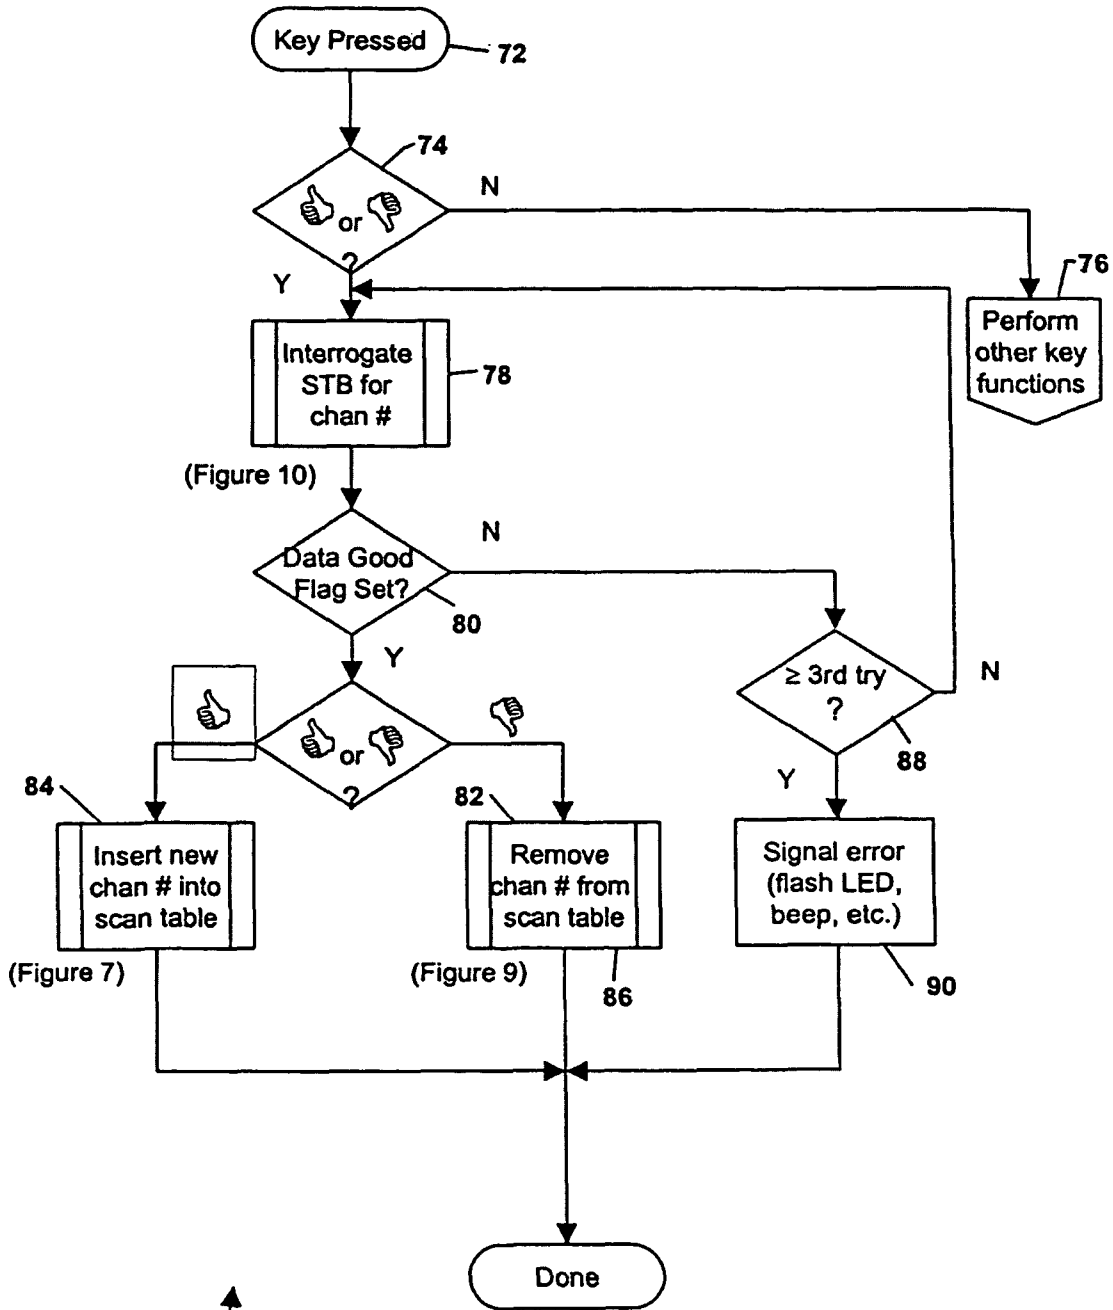 Key Pressed
72
74
or
?
N
Y
76
Perform
other key
functions
Interrogate
STB for
chan #
78
(Figure 10)
Data Good
Flag Set?
N
80
Y
≥ 3rd try
?
N
88
Y
or
?
84
Insert new
chan # into
scan table
(Figure 7)
82
Remove
chan # from
scan table
(Figure 9)
86
Signal error
(flash LED,
beep, etc.)
90
Done